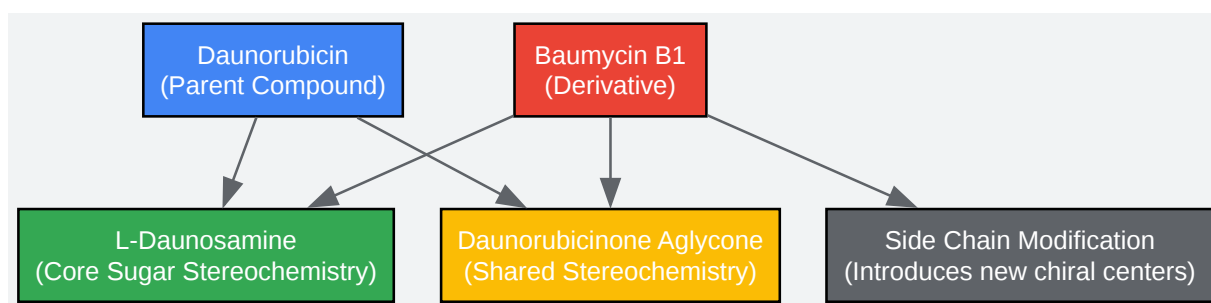 Daunorubicin
(Parent Compound)
Baumycin B1
(Derivative)
L-Daunosamine
(Core Sugar Stereochemistry)
Daunorubicinone Aglycone
(Shared Stereochemistry)
Side Chain Modification
(Introduces new chiral centers)